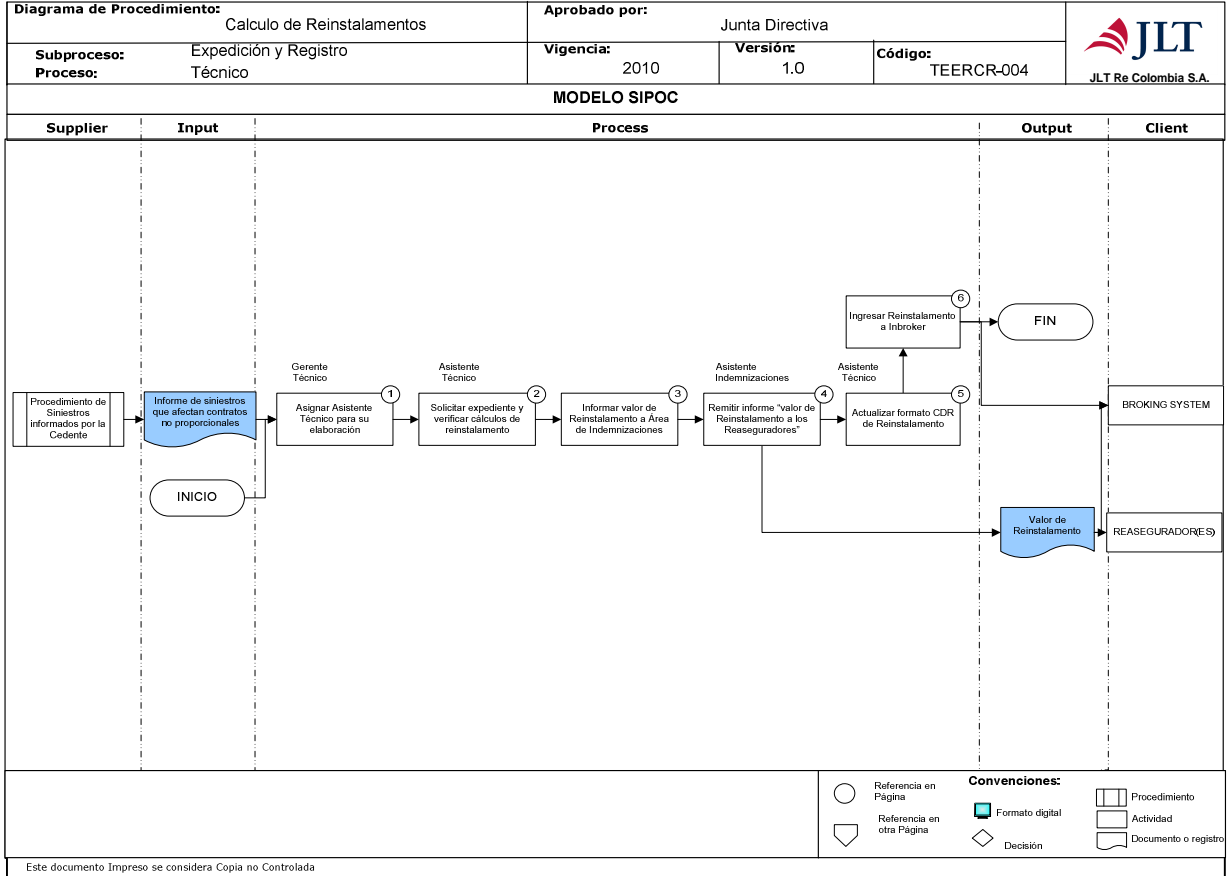 Diagrama de Procedimiento:
Calculo de Reinstalamentos
Aprobado por:
Junta Directiva
JLT
JLT Re Colombia S.A.
Subproceso:
Expedición y Registro
Proceso:
Técnico
Vigencia:
2010
Versión:
1.0
Código:
TEERCR-004
MODELO SIPOC
Supplier
Input
Process
Output
Client
6
Ingresar Reinstalamento
a Inbroker
FIN
Gerente
Técnico
Asistente
Técnico
Asistente
Indemnizaciones
Asistente
Técnico
Procedimiento de
Siniestros
informados por la
Cedente
Informe de siniestros
que afectan contratos
no proporcionales
1
Asignar Asistente
Técnico para su
elaboración
2
Solicitar expediente y
verificar cálculos de
reinstalamento
3
Informar valor de
Reinstalamento a Área
de Indemnizaciones
4
Remitir informe “valor de
Reinstalamento a los
Reaseguradores”
5
Actualizar formato CDR
de Reinstalamento
BROKING SYSTEM
INICIO
Valor de
Reinstalamento
REASEGURADOR(ES)
Convenciones:
Referencia en
Página
Referencia en
otra Página
Formato digital
Decisión
Procedimiento
Actividad
Documento o registro
Este documento Impreso se considera Copia no Controlada